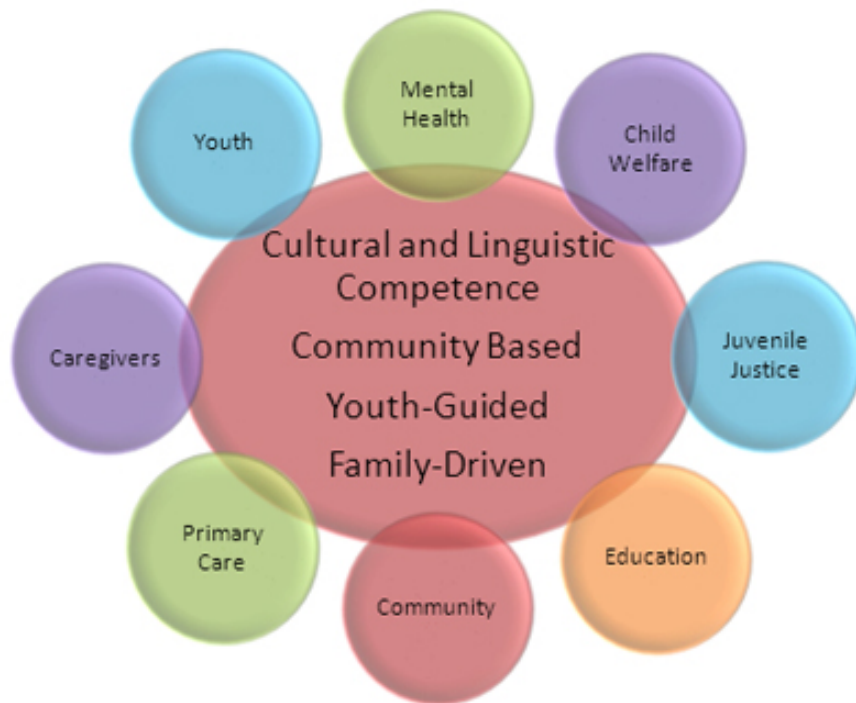 Mental
Health
Youth
Child
Welfare
Cultural and Linguistic
Competence
Community Based
Youth-Guided
Family-Driven
Caregivers
Juvenile
Justice
Primary
Care
Education
Community